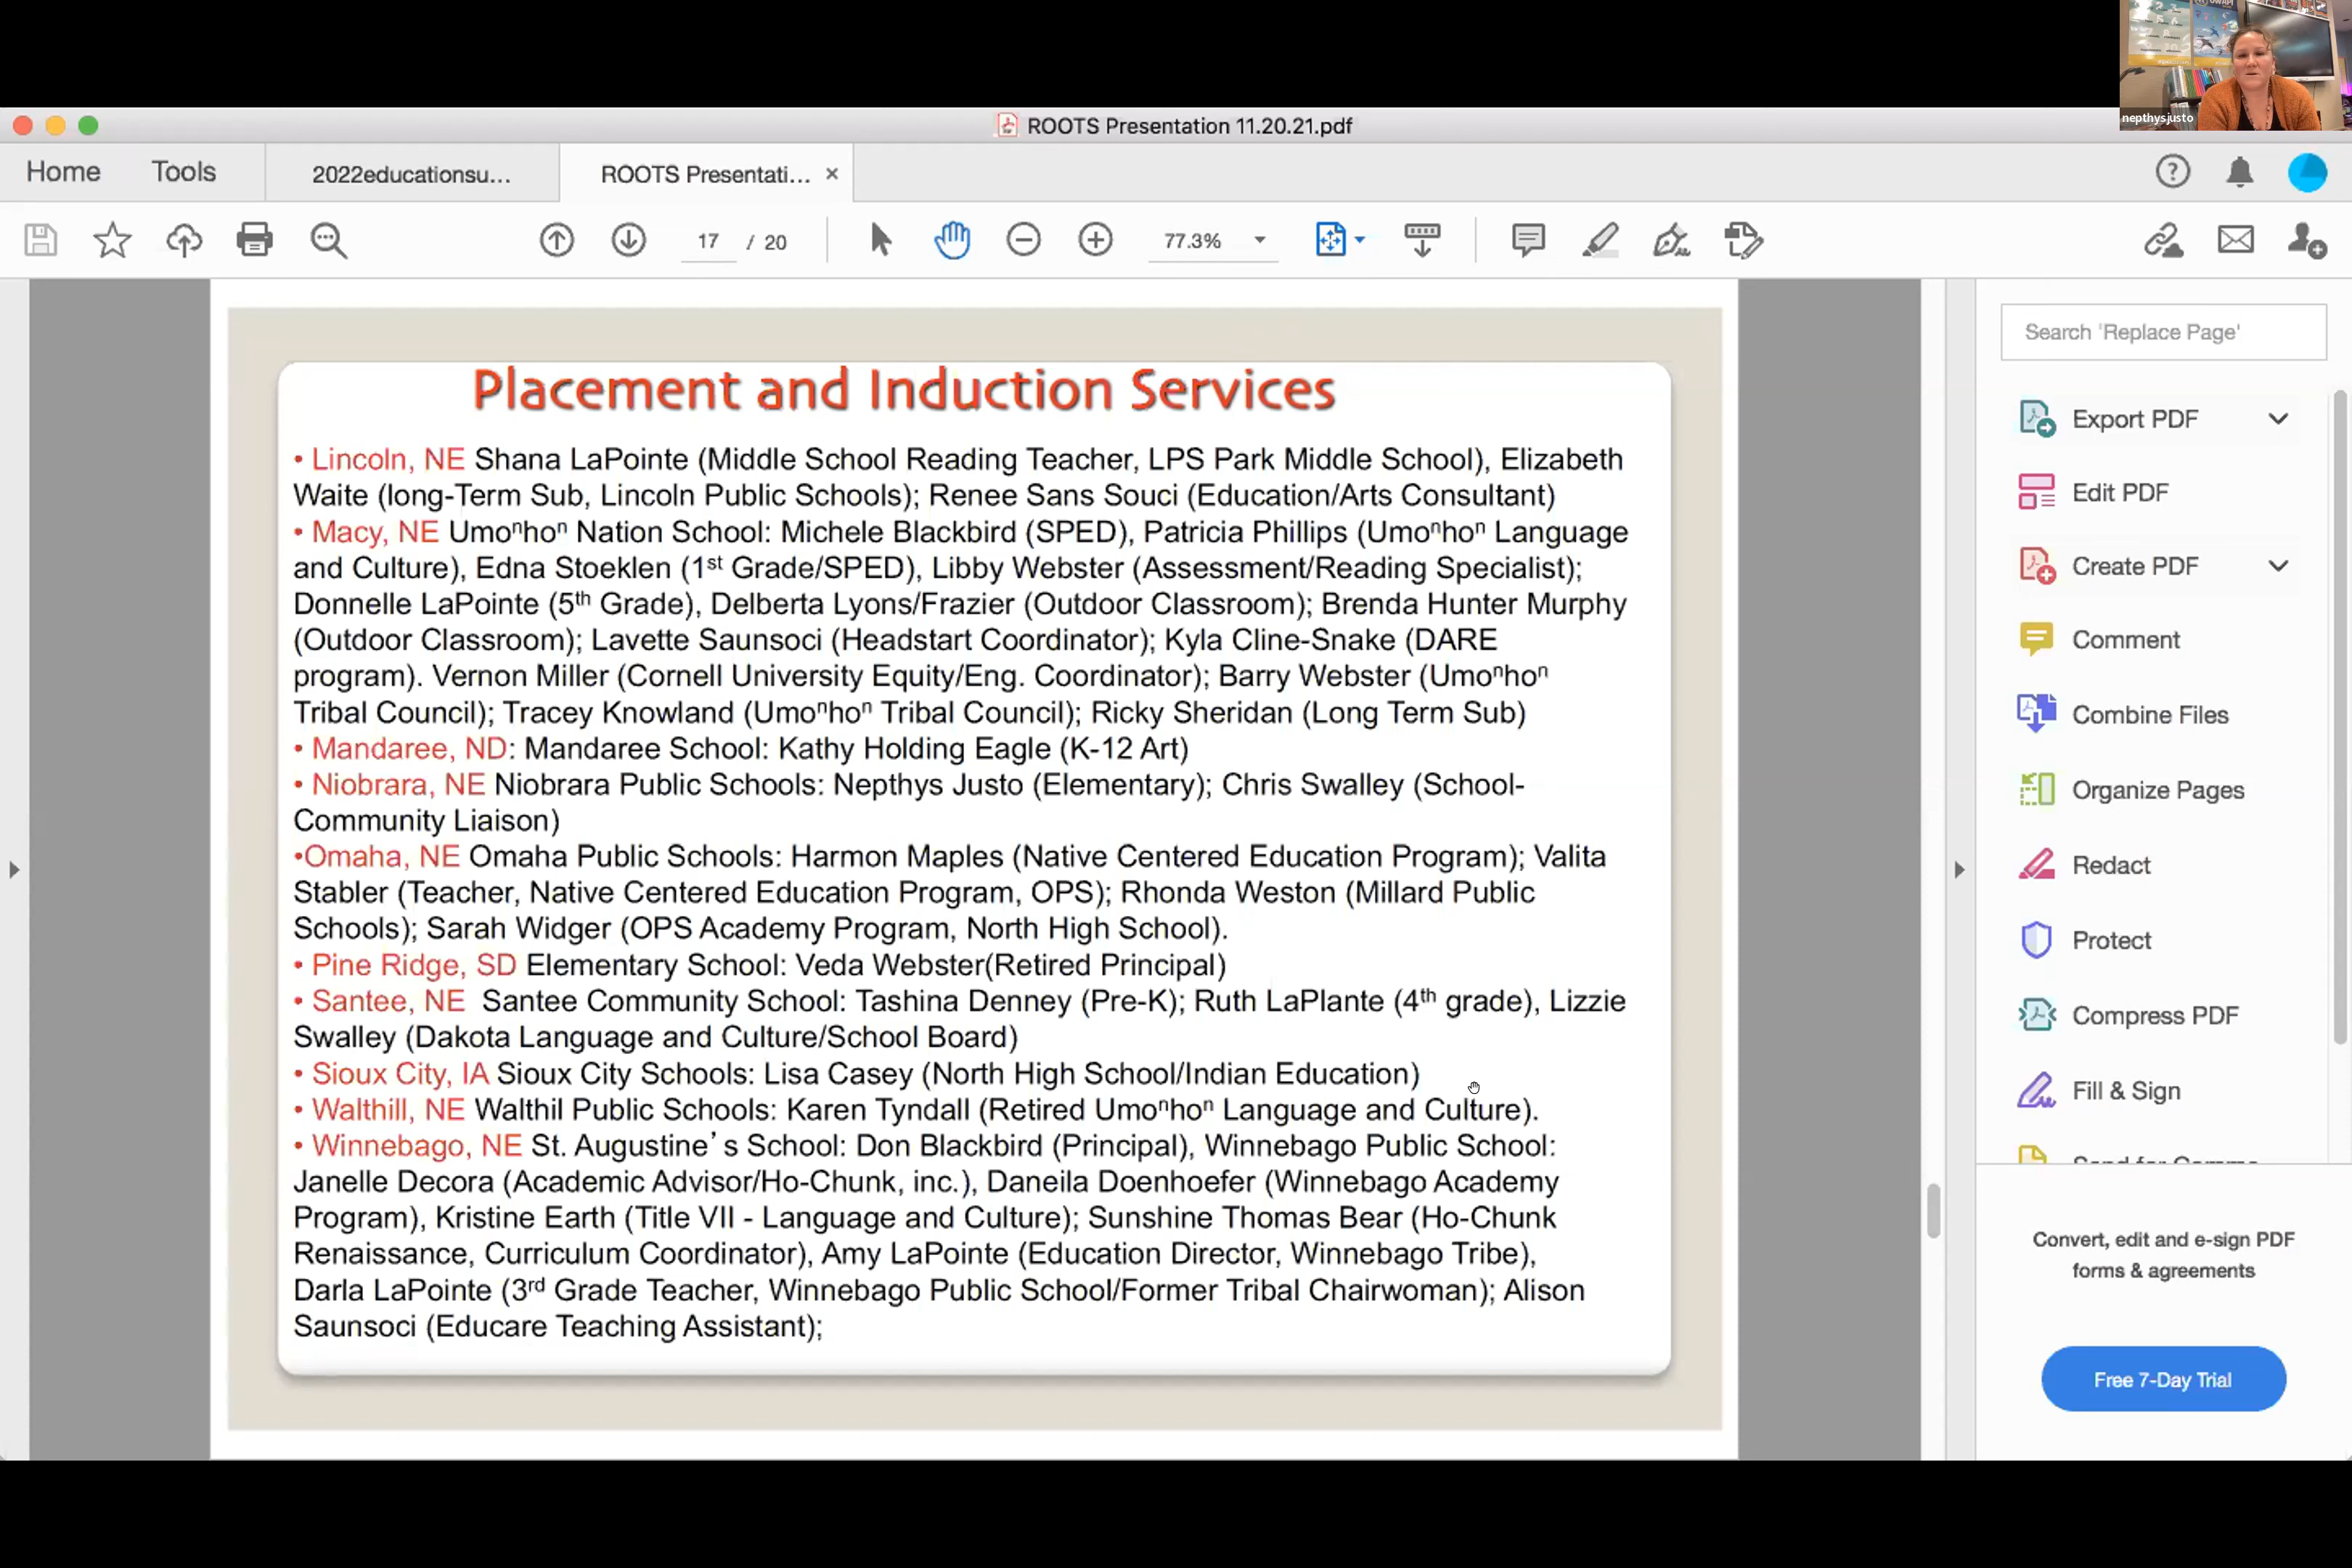 nepthysjusto
ROOTS Presentation 11.20.21.pdf
Home Tools 2022educationsu... ROOTS Presentati... ×
17 / 20 77.3%
Placement and Induction Services
• Lincoln, NE Shana LaPointe (Middle School Reading Teacher, LPS Park Middle School), Elizabeth
Waite (long-Term Sub, Lincoln Public Schools); Renee Sans Souci (Education/Arts Consultant)
• Macy, NE Umoⁿhoⁿ Nation School: Michele Blackbird (SPED), Patricia Phillips (Umoⁿhoⁿ Language
and Culture), Edna Stoeklen (1st Grade/SPED), Libby Webster (Assessment/Reading Specialist);
Donnelle LaPointe (5th Grade), Delberta Lyons/Frazier (Outdoor Classroom); Brenda Hunter Murphy
(Outdoor Classroom); Lavette Saunsoci (Headstart Coordinator); Kyla Cline-Snake (DARE
program). Vernon Miller (Cornell University Equity/Eng. Coordinator); Barry Webster (Umoⁿhoⁿ
Tribal Council); Tracey Knowland (Umoⁿhoⁿ Tribal Council); Ricky Sheridan (Long Term Sub)
• Mandaree, ND: Mandaree School: Kathy Holding Eagle (K-12 Art)
• Niobrara, NE Niobrara Public Schools: Nepthys Justo (Elementary); Chris Swalley (School-
Community Liaison)
•Omaha, NE Omaha Public Schools: Harmon Maples (Native Centered Education Program); Valita
Stabler (Teacher, Native Centered Education Program, OPS); Rhonda Weston (Millard Public
Schools); Sarah Widger (OPS Academy Program, North High School).
• Pine Ridge, SD Elementary School: Veda Webster(Retired Principal)
• Santee, NE Santee Community School: Tashina Denney (Pre-K); Ruth LaPlante (4th grade), Lizzie
Swalley (Dakota Language and Culture/School Board)
• Sioux City, IA Sioux City Schools: Lisa Casey (North High School/Indian Education)
• Walthill, NE Walthil Public Schools: Karen Tyndall (Retired Umoⁿhoⁿ Language and Culture).
• Winnebago, NE St. Augustine’s School: Don Blackbird (Principal), Winnebago Public School:
Janelle Decora (Academic Advisor/Ho-Chunk, inc.), Daneila Doenhoefer (Winnebago Academy
Program), Kristine Earth (Title VII - Language and Culture); Sunshine Thomas Bear (Ho-Chunk
Renaissance, Curriculum Coordinator), Amy LaPointe (Education Director, Winnebago Tribe),
Darla LaPointe (3rd Grade Teacher, Winnebago Public School/Former Tribal Chairwoman); Alison
Saunsoci (Educare Teaching Assistant);
Search 'Replace Page'
Export PDF
Edit PDF
Create PDF
Comment
Combine Files
Organize Pages
Redact
Protect
Compress PDF
Fill & Sign
Convert, edit and e-sign PDF
forms & agreements
Free 7-Day Trial